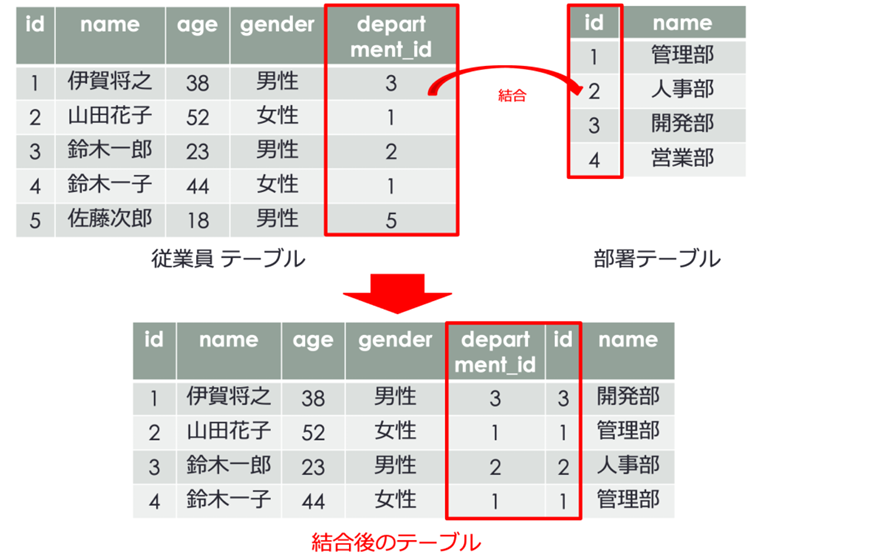 id name age gender depart
ment_id
1 伊賀将之 38 男性 3
2 山田花子 52 女性 1
3 鈴木一郎 23 男性 2
4 鈴木一子 44 女性 1
5 佐藤次郎 18 男性 5
従業員 テーブル
結合
id name
1 管理部
2 人事部
3 開発部
4 営業部
部署テーブル
id name age gender depart
ment_id id name
1 伊賀将之 38 男性 3 3 開発部
2 山田花子 52 女性 1 1 管理部
3 鈴木一郎 23 男性 2 2 人事部
4 鈴木一子 44 女性 1 1 管理部
結合後のテーブル